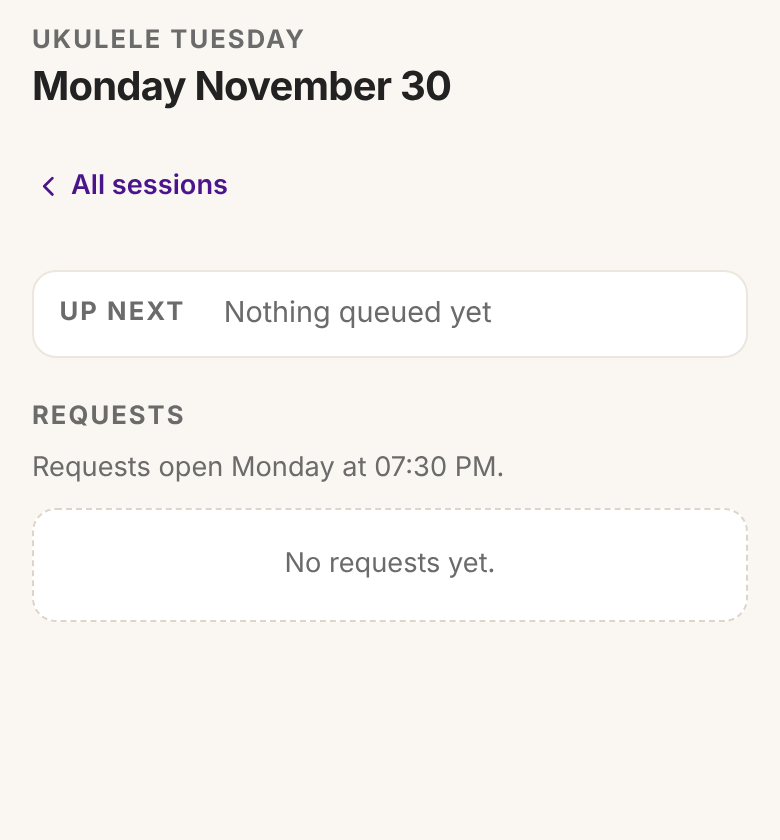 UKULELE TUESDAY
Monday November 30
All sessions
UP NEXT Nothing queued yet
REQUESTS
Requests open Monday at 07:30 PM.
No requests yet.